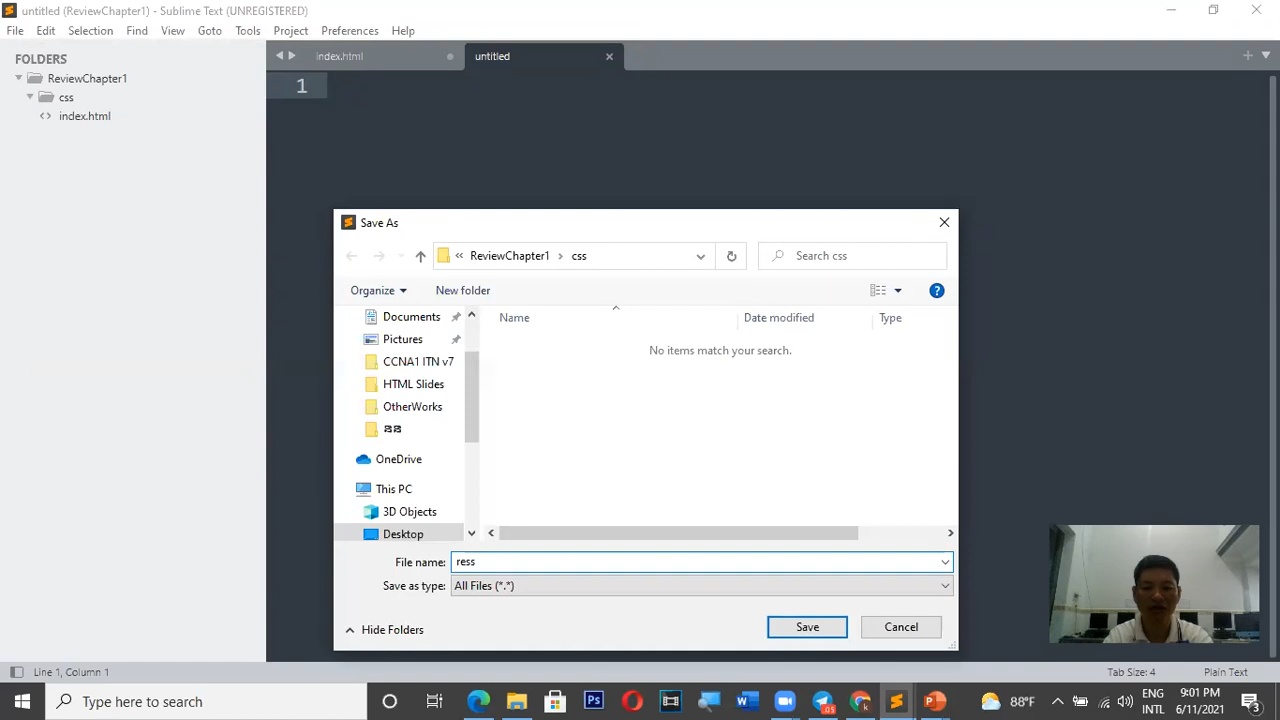 untitled (ReviewChapter1) - Sublime Text (UNREGISTERED)
File Edit Selection Find View Goto Tools Project Preferences Help
FOLDERS
ReviewChapter1
css
index.html
index.html
untitled
1
Save As
« ReviewChapter1 › css
Search css
Organize
New folder
Documents
Pictures
CCNA1 ITN v7
HTML Slides
OtherWorks
OneDrive
This PC
3D Objects
Desktop
Name Date modified Type
No items match your search.
File name: ress
Save as type: All Files (*.*)
Hide Folders
Save
Cancel
Line 1, Column 1
Tab Size: 4
Plain Text
Type here to search
88°F
ENG
INTL
9:01 PM
6/11/2021
3